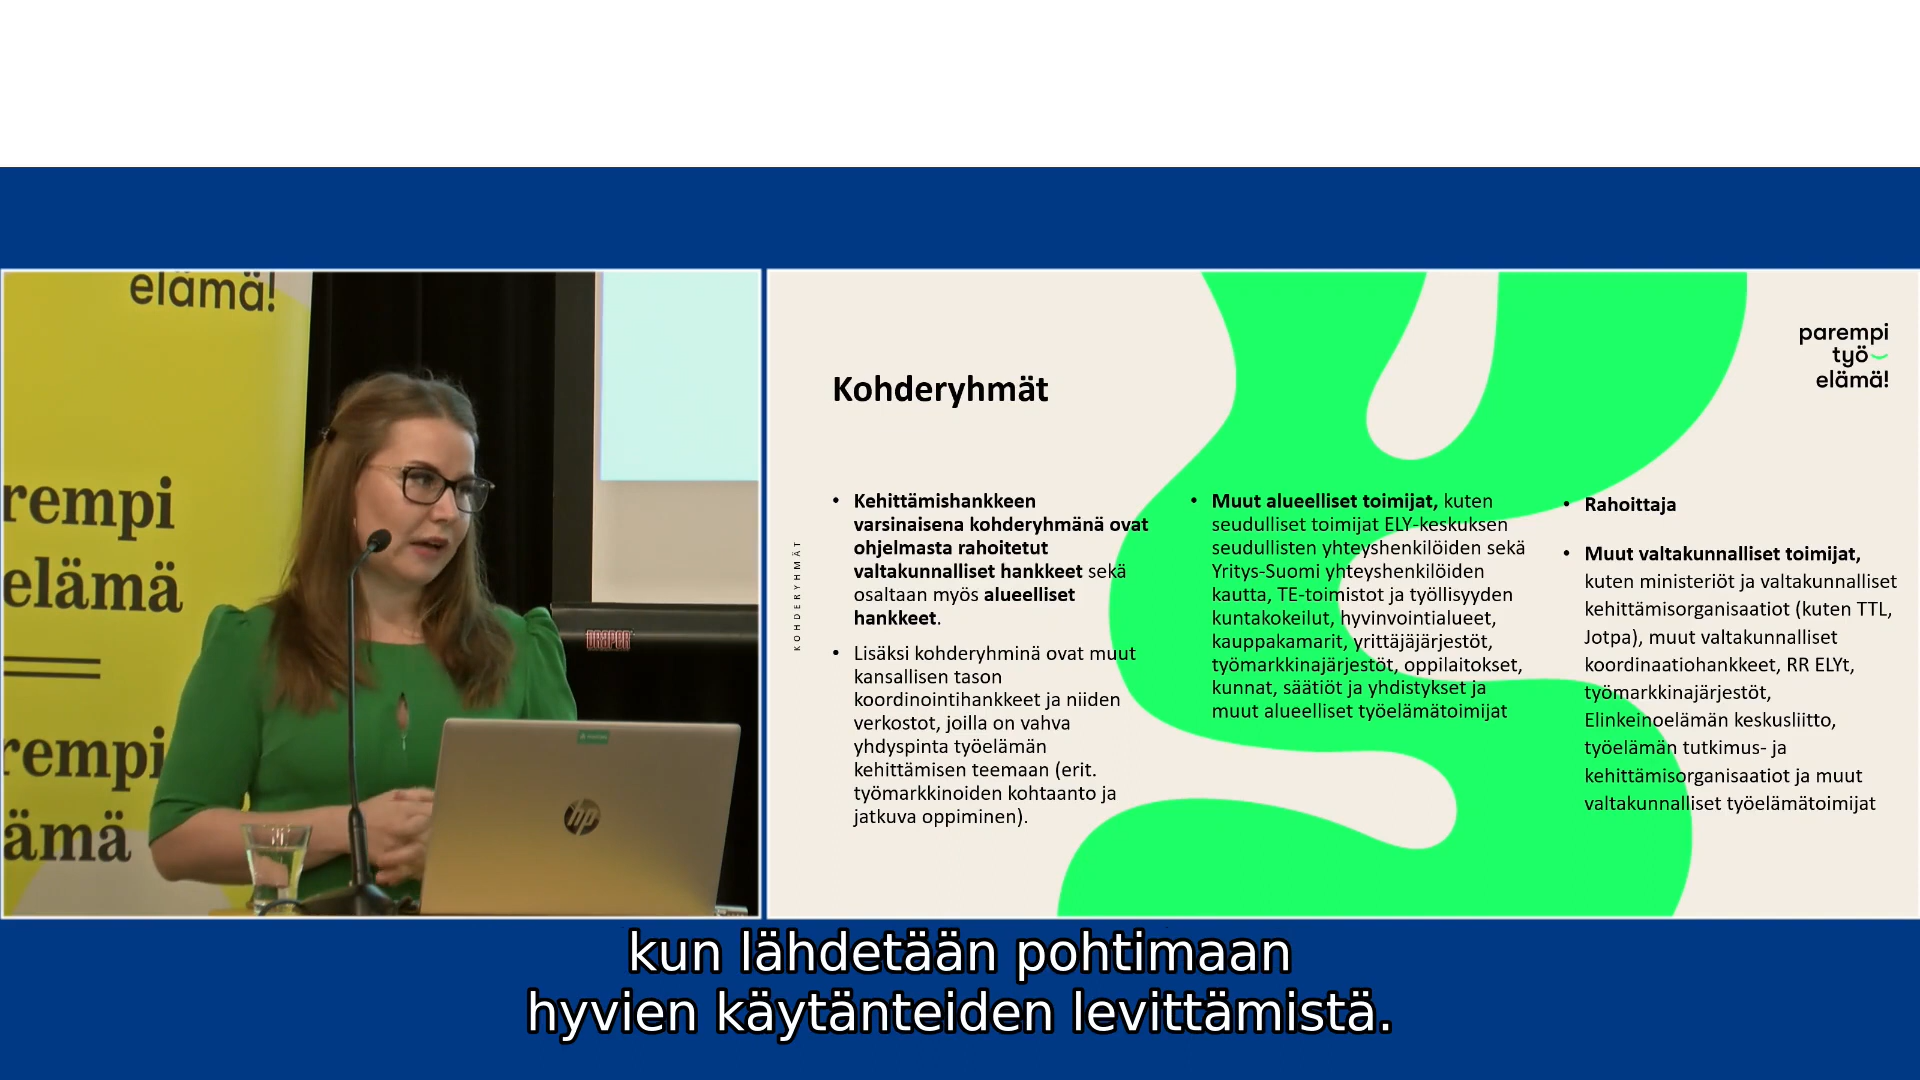 elämä!
rempi
elämä
rempi
ämä
DRAPER
hp
parempi
työ
elämä!
Kohderyhmät
KOHDERYHMÄT
• Kehittämishankkeen
varsinaisena kohderyhmänä ovat
ohjelmasta rahoitetut
valtakunnalliset hankkeet sekä
osaltaan myös alueelliset
hankkeet.
• Lisäksi kohderyhminä ovat muut
kansallisen tason
koordinointihankkeet ja niiden
verkostot, joilla on vahva
yhdyspinta työelämän
kehittämisen teemaan (erit.
työmarkkinoiden kohtaanto ja
jatkuva oppiminen).
• Muut alueelliset toimijat, kuten
seudulliset toimijat ELY-keskuksen
seudullisten yhteyshenkilöiden sekä
Yritys-Suomi yhteyshenkilöiden
kautta, TE-toimistot ja työllisyyden
kuntakokeilut, hyvinvointialueet,
kauppakamarit, yrittäjäjärjestöt,
työmarkkinajärjestöt, oppilaitokset,
kunnat, säätiöt ja yhdistykset ja
muut alueelliset työelämätoimijat
• Rahoittaja
• Muut valtakunnalliset toimijat,
kuten ministeriöt ja valtakunnalliset
kehittämisorganisaatiot (kuten TTL,
Jotpa), muut valtakunnalliset
koordinaatiohankkeet, RR ELYt,
työmarkkinajärjestöt,
Elinkeinoelämän keskusliitto,
työelämän tutkimus- ja
kehittämisorganisaatiot ja muut
valtakunnalliset työelämätoimijat
kun lähdetään pohtimaan
hyvien käytänteiden levittämistä.